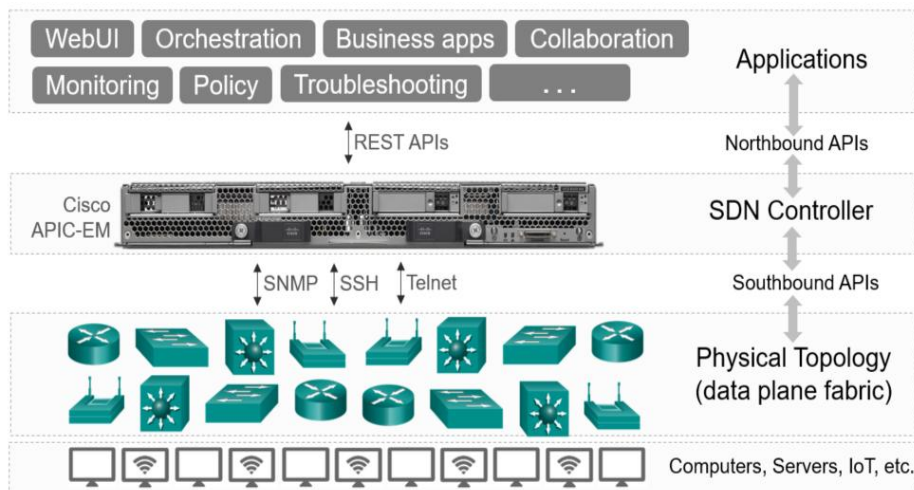 WebUI Orchestration Business apps Collaboration
Monitoring Policy Troubleshooting . . .
Applications
REST APIs
Northbound APIs
Cisco
APIC-EM
SDN Controller
SNMP SSH Telnet
Southbound APIs
Physical Topology
(data plane fabric)
Computers, Servers, IoT, etc.